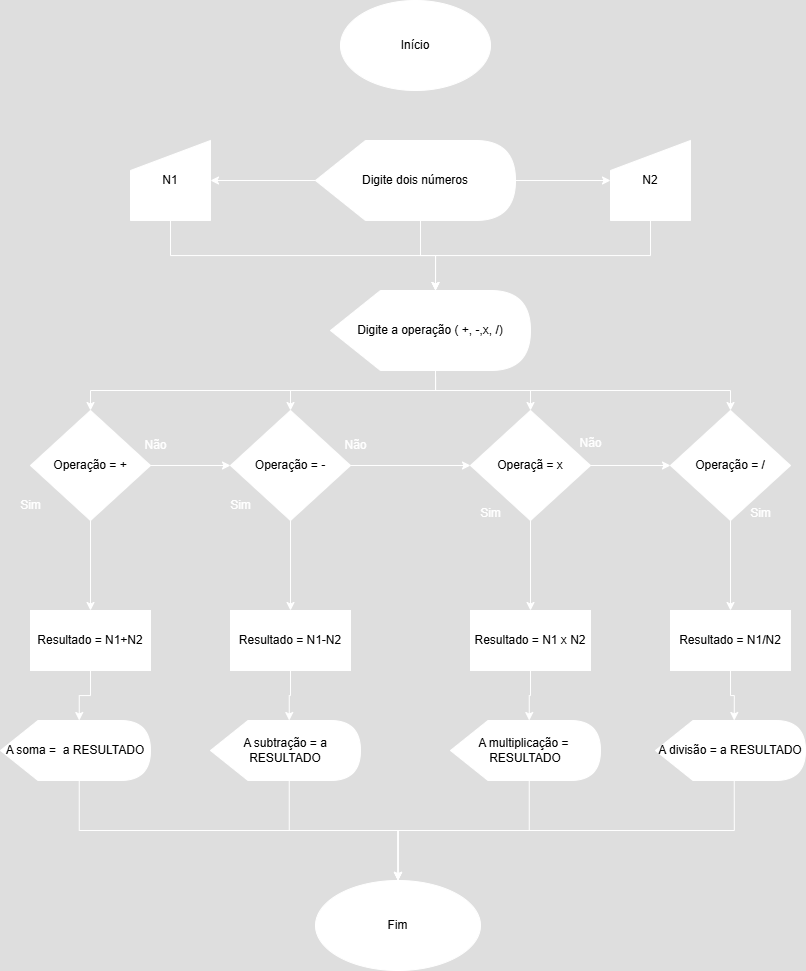 Início
N1
Digite dois números
N2
Digite a operação ( +, -,x, /)
Operação = +
Não
Operação = -
Não
Operaçã = x
Não
Operação = /
Sim
Sim
Sim
Sim
Resultado = N1+N2
Resultado = N1-N2
Resultado = N1 x N2
Resultado = N1/N2
A soma = a RESULTADO
A subtração = a
RESULTADO
A multiplicação =
RESULTADO
A divisão = a RESULTADO
Fim